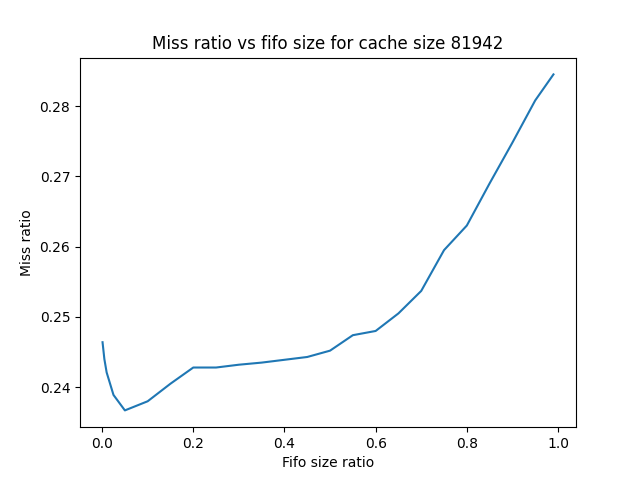 Miss ratio vs fifo size for cache size 81942
Miss ratio
0.28
0.27
0.26
0.25
0.24
0.0 0.2 0.4 0.6 0.8 1.0
Fifo size ratio